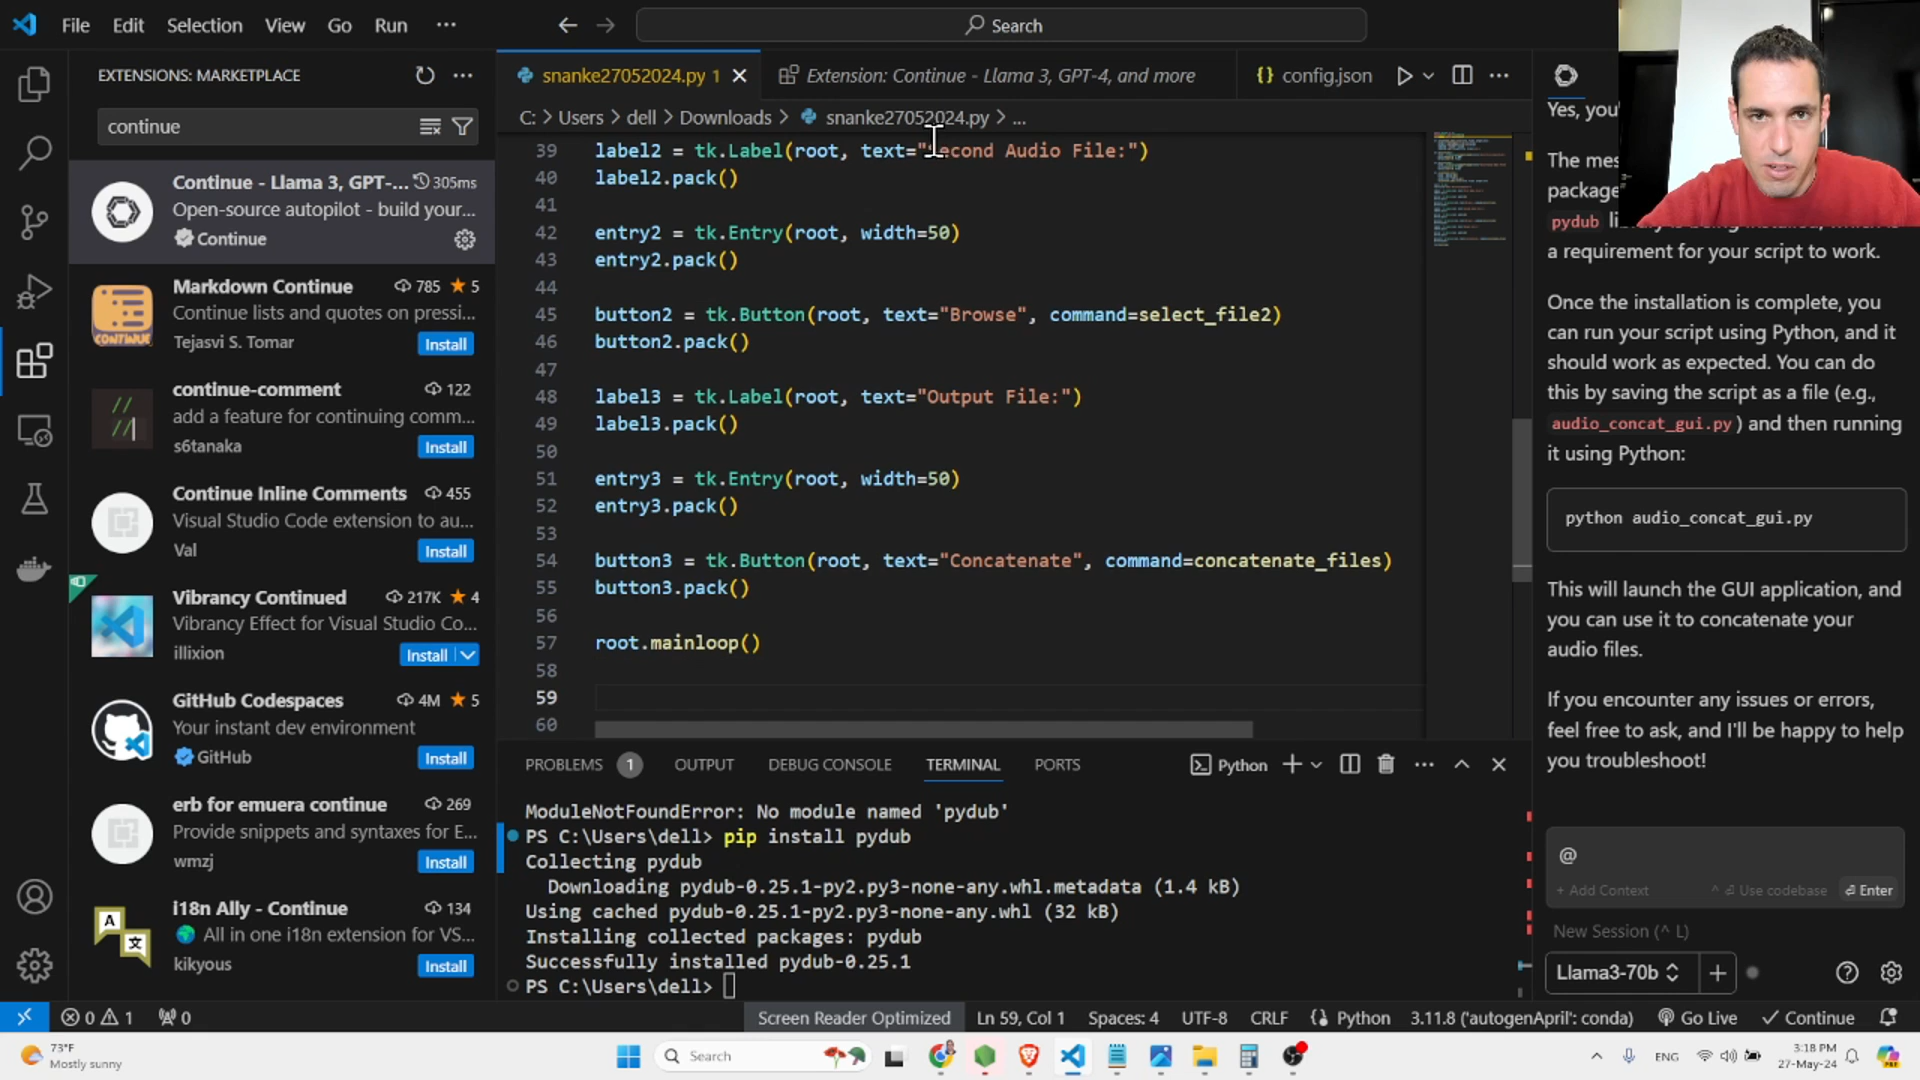 File Edit Selection View Go Run ···
Search
EXTENSIONS: MARKETPLACE
continue
Continue - Llama 3, GPT-... 305ms
Open-source autopilot - build your...
Continue
Markdown Continue 785 5
Continue lists and quotes on pressi...
Tejasvi S. Tomar Install
continue-comment 122
add a feature for continuing comm...
s6tanaka Install
Continue Inline Comments 455
Visual Studio Code extension to au...
Val Install
Vibrancy Continued 217K 4
Vibrancy Effect for Visual Studio Co...
illixion Install
GitHub Codespaces 4M 5
Your instant dev environment
GitHub Install
erb for emuera continue 269
Provide snippets and syntaxes for E...
wmzj Install
i18n Ally - Continue 134
All in one i18n extension for VS...
kikyous Install
snanke27052024.py 1 Extension: Continue - Llama 3, GPT-4, and more {} config.json
C: > Users > dell > Downloads > snanke27052024.py > ...
39 label2 = tk.Label(root, text="Second Audio File:")
40 label2.pack()
41
42 entry2 = tk.Entry(root, width=50)
43 entry2.pack()
44
45 button2 = tk.Button(root, text="Browse", command=select_file2)
46 button2.pack()
47
48 label3 = tk.Label(root, text="Output File:")
49 label3.pack()
50
51 entry3 = tk.Entry(root, width=50)
52 entry3.pack()
53
54 button3 = tk.Button(root, text="Concatenate", command=concatenate_files)
55 button3.pack()
56
57 root.mainloop()
58
59
60
PROBLEMS 1 OUTPUT DEBUG CONSOLE TERMINAL PORTS Python
ModuleNotFoundError: No module named 'pydub'
PS C:\Users\dell> pip install pydub
Collecting pydub
Downloading pydub-0.25.1-py2.py3-none-any.whl.metadata (1.4 kB)
Using cached pydub-0.25.1-py2.py3-none-any.whl (32 kB)
Installing collected packages: pydub
Successfully installed pydub-0.25.1
PS C:\Users\dell>
Yes, you'
The mes
package
pydub
a requirement for your script to work.
Once the installation is complete, you
can run your script using Python, and it
should work as expected. You can do
this by saving the script as a file (e.g.,
audio_concat_gui.py) and then running
it using Python:
python audio_concat_gui.py
This will launch the GUI application, and
you can use it to concatenate your
audio files.
If you encounter any issues or errors,
feel free to ask, and I'll be happy to help
you troubleshoot!
@
+ Add Context ^ ⏎ Use codebase ⏎ Enter
New Session (^ L)
Llama3-70b
0 1 0 Screen Reader Optimized Ln 59, Col 1 Spaces: 4 UTF-8 CRLF Python 3.11.8 ('autogenApril': conda) Go Live Continue
73°F
Mostly sunny
Search
ENG
3:18 PM
27-May-24